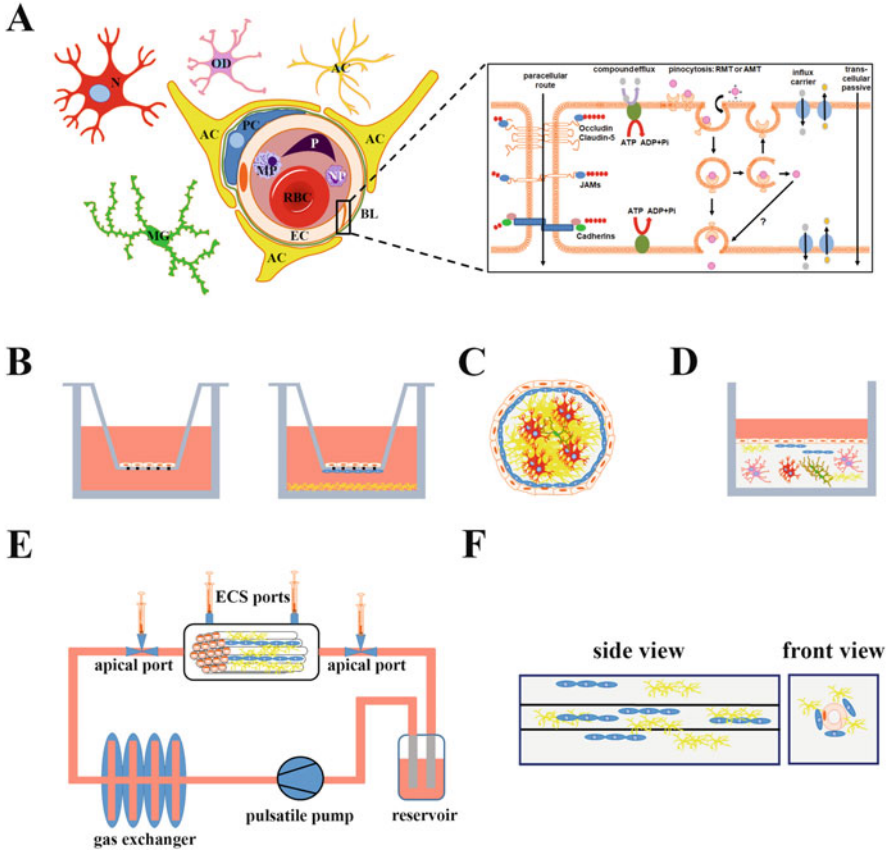 A
N
OD
AC
AC
PC
AC
P
MP
NP
RBC
MG
EC
BL
AC
paracellular
route
compoundefflux
pinocytosis: RMT or AMT
influx
carrier
trans-
cellular
passive
Occludin
Claudin-5
ATP ADP+Pi
JAMs
ATP ADP+Pi
?
Cadherins
B
C
D
E
ECS ports
apical port
apical port
gas exchanger
pulsatile pump
reservoir
F
side view
front view